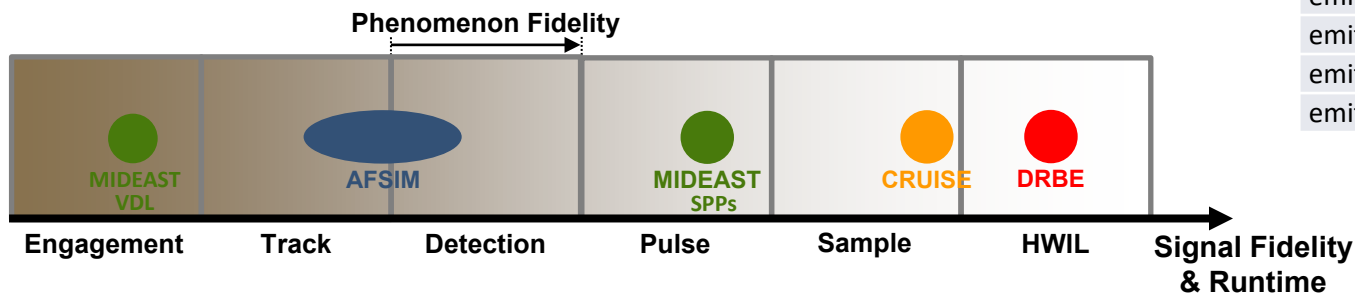 Phenomenon Fidelity
MIDEAST
VDL
AFSIM
MIDEAST
SPPs
CRUISE
DRBE
Engagement
Track
Detection
Pulse
Sample
HWIL
Signal Fidelity
& Runtime